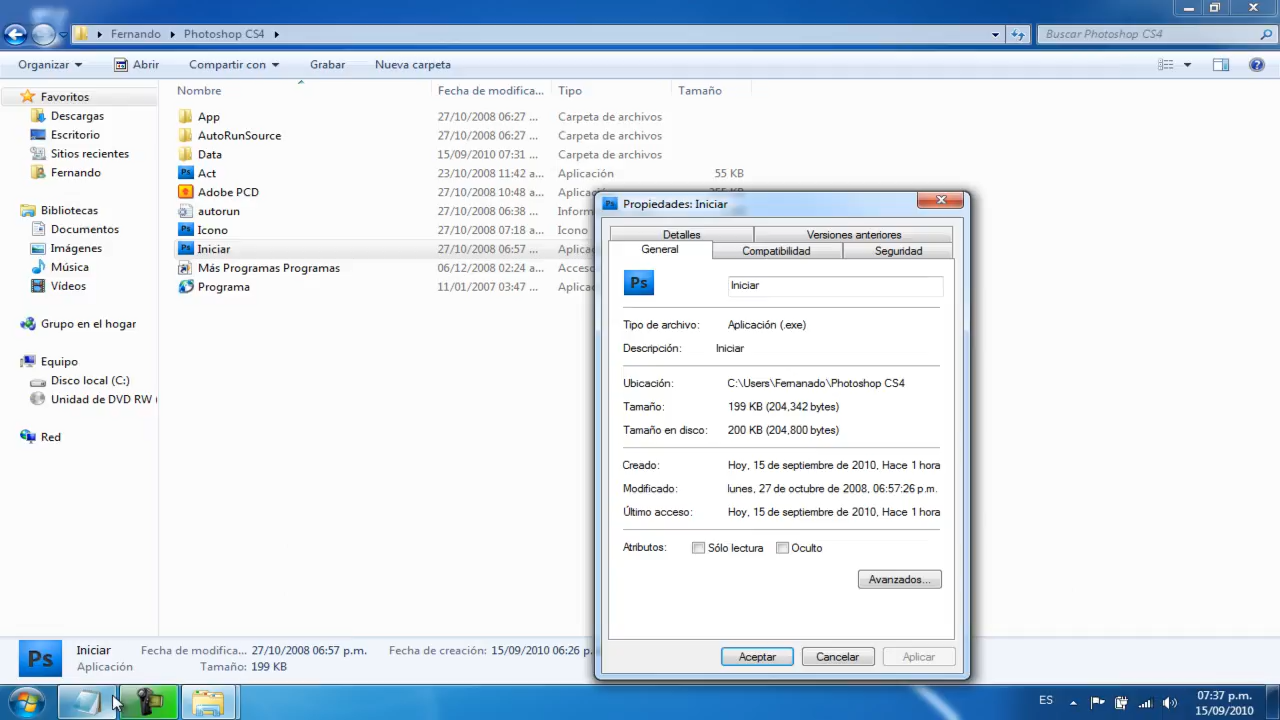 Fernando Photoshop CS4
Buscar Photoshop CS4
Organizar Abrir Compartir con Grabar Nueva carpeta
Nombre Fecha de modifica... Tipo Tamaño
Favoritos
Descargas
Escritorio
Sitios recientes
Fernando
Bibliotecas
Documentos
Imágenes
Música
Vídeos
Grupo en el hogar
Equipo
Disco local (C:)
Unidad de DVD RW (
Red
App 27/10/2008 06:27 ... Carpeta de archivos
AutoRunSource 27/10/2008 06:27 ... Carpeta de archivos
Data 15/09/2010 07:31 ... Carpeta de archivos
Act 23/10/2008 11:42 a... Aplicación 55 KB
Adobe PCD 27/10/2008 10:48 a...
autorun 27/10/2008 06:38 ... Inform
Icono 27/10/2008 07:18 ... Icono
Iniciar 27/10/2008 06:57 ... Aplica
Más Programas Programas 06/12/2008 02:24 a... Acceso
Programa 11/01/2007 03:47 ... Aplica
Ps Propiedades: Iniciar
Detalles Versiones anteriores
General Compatibilidad Seguridad
Ps Iniciar
Tipo de archivo: Aplicación (.exe)
Descripción: Iniciar
Ubicación: C:\Users\Fernanado\Photoshop CS4
Tamaño: 199 KB (204,342 bytes)
Tamaño en disco: 200 KB (204,800 bytes)
Creado: Hoy, 15 de septiembre de 2010, Hace 1 hora
Modificado: lunes, 27 de octubre de 2008, 06:57:26 p.m.
Último acceso: Hoy, 15 de septiembre de 2010, Hace 1 hora
Atributos: Sólo lectura Oculto
Avanzados...
Aceptar Cancelar Aplicar
Ps Iniciar Fecha de modifica... 27/10/2008 06:57 p.m. Fecha de creación: 15/09/2010 06:26 p...
Aplicación Tamaño: 199 KB
ES 07:37 p.m.
15/09/2010